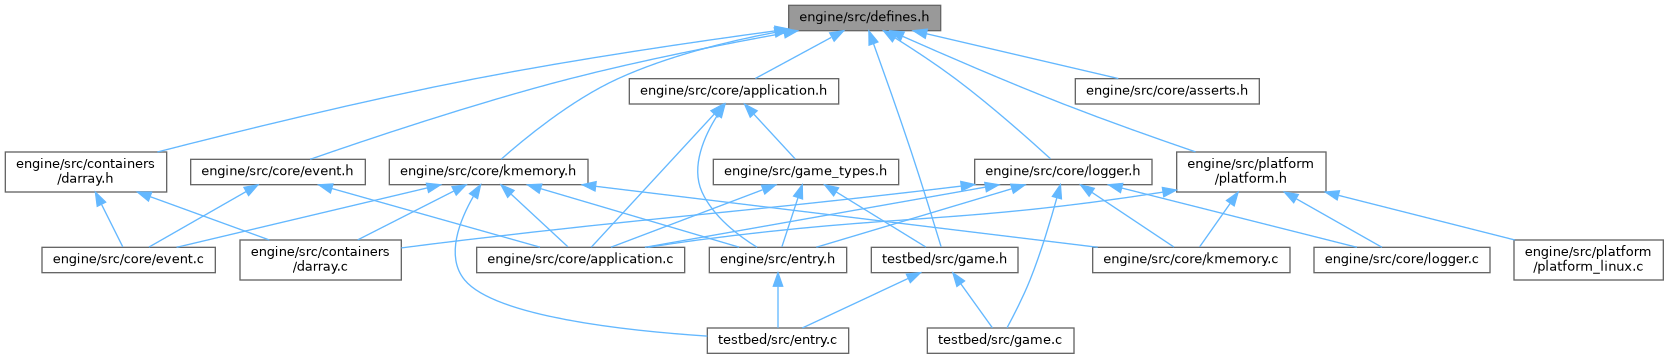 engine/src/defines.h
engine/src/core/application.h
engine/src/core/asserts.h
engine/src/containers
/darray.h
engine/src/core/event.h
engine/src/core/kmemory.h
engine/src/game_types.h
engine/src/core/logger.h
engine/src/platform
/platform.h
engine/src/core/event.c
engine/src/containers
/darray.c
engine/src/core/application.c
engine/src/entry.h
testbed/src/game.h
engine/src/core/kmemory.c
engine/src/core/logger.c
engine/src/platform
/platform_linux.c
testbed/src/entry.c
testbed/src/game.c